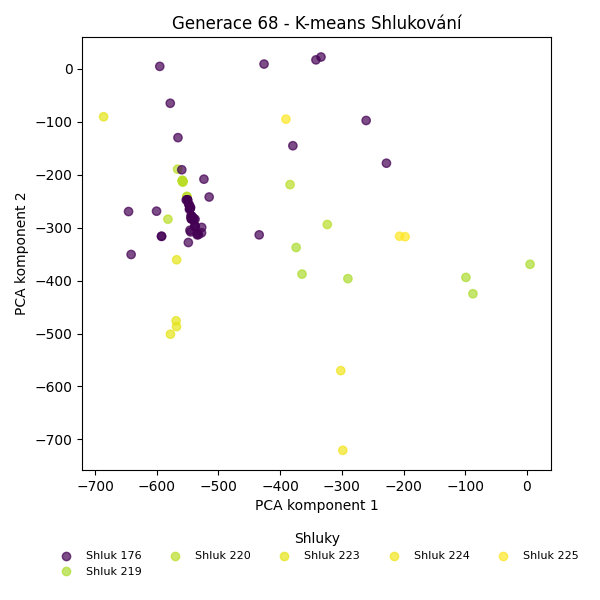 Generace 68 - K-means Shlukování
PCA komponent 2
0
−100
−200
−300
−400
−500
−600
−700
−700 −600 −500 −400 −300 −200 −100 0
PCA komponent 1
Shluky
Shluk 176 Shluk 220 Shluk 223 Shluk 224 Shluk 225
Shluk 219